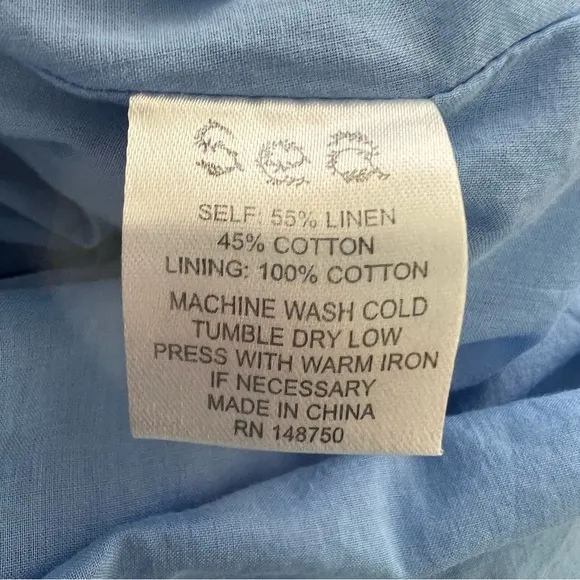 Sea
SELF: 55% LINEN
45% COTTON
LINING: 100% COTTON
MACHINE WASH COLD
TUMBLE DRY LOW
PRESS WITH WARM IRON
IF NECESSARY
MADE IN CHINA
RN 148750